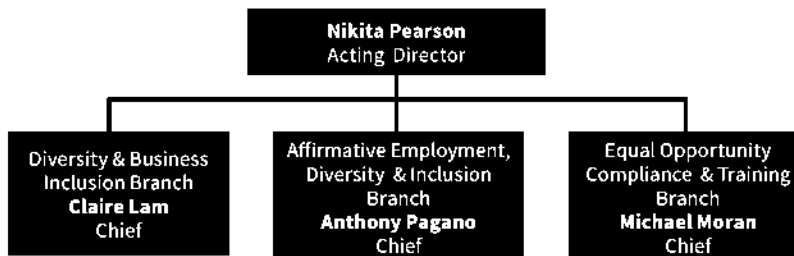 Nikita Pearson
Acting Director
Diversity & Business
Inclusion Branch
Claire Lam
Chief
Affirmative Employment,
Diversity & Inclusion
Branch
Anthony Pagano
Chief
Equal Opportunity
Compliance & Training
Branch
Michael Moran
Chief